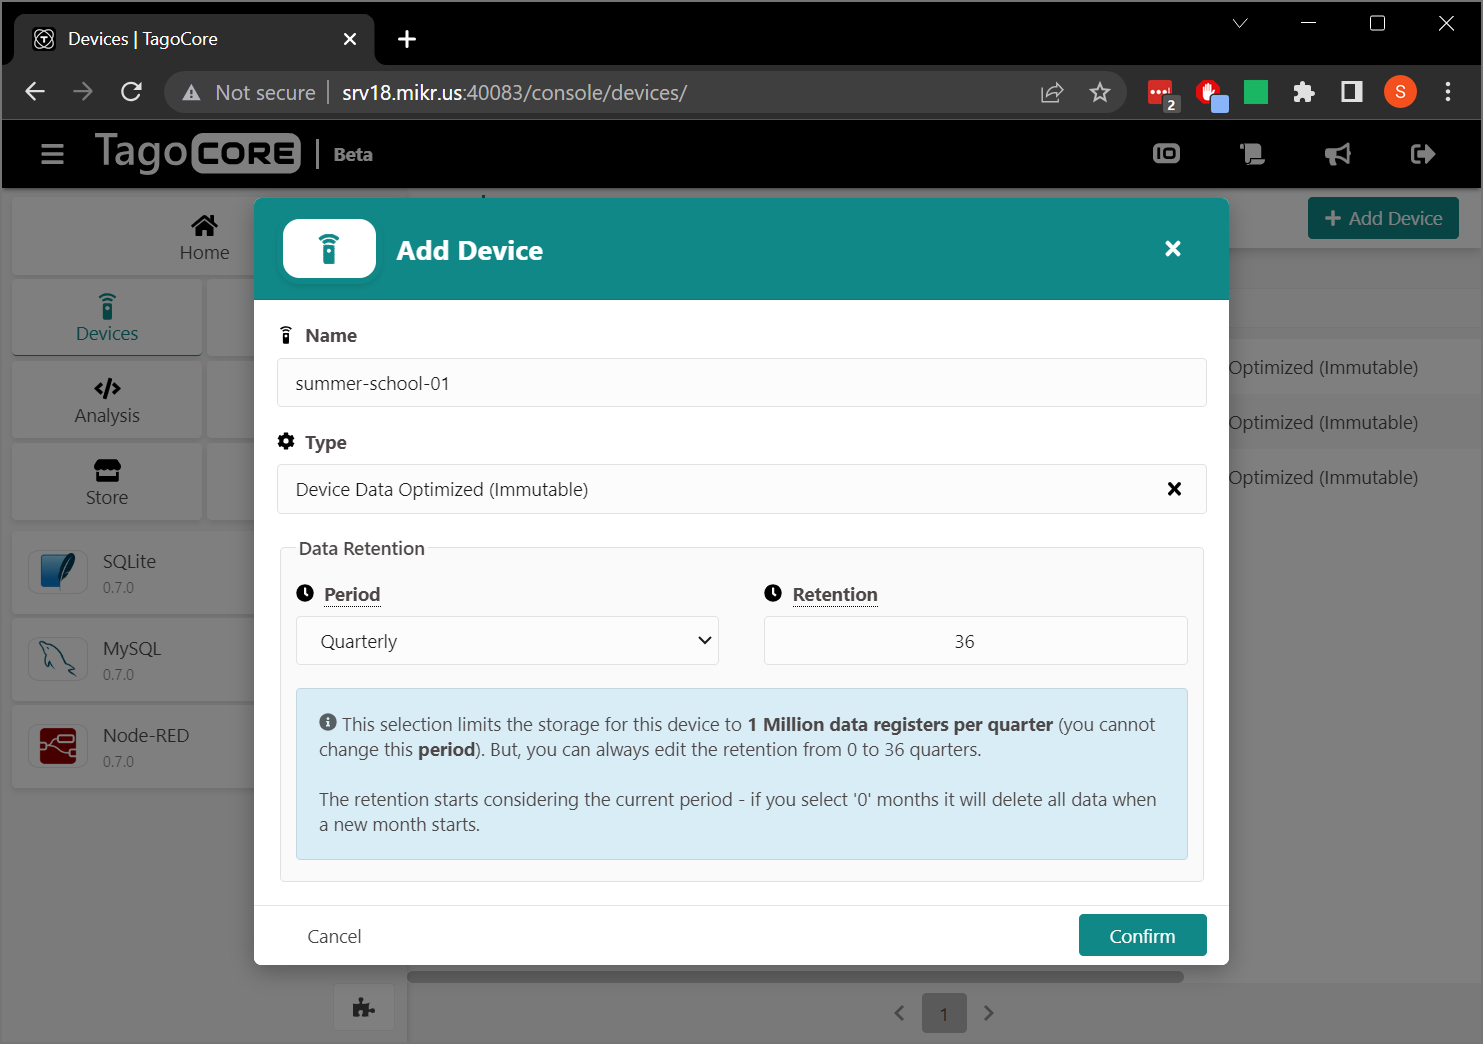 Devices | TagoCore
Not secure srv18.mikr.us:40083/console/devices/
2
S
TagoCORE Beta
IO
Home
Add Device
Add Device
Devices
Name
summer-school-01
Optimized (Immutable)
Analysis
Type
Optimized (Immutable)
Store
Device Data Optimized (Immutable)
Optimized (Immutable)
Data Retention
SQLite
0.7.0
Period
Retention
Quarterly
36
MySQL
0.7.0
This selection limits the storage for this device to 1 Million data registers per quarter (you cannot
change this period). But, you can always edit the retention from 0 to 36 quarters.
Node-RED
0.7.0
The retention starts considering the current period - if you select '0' months it will delete all data when
a new month starts.
Cancel
Confirm
1